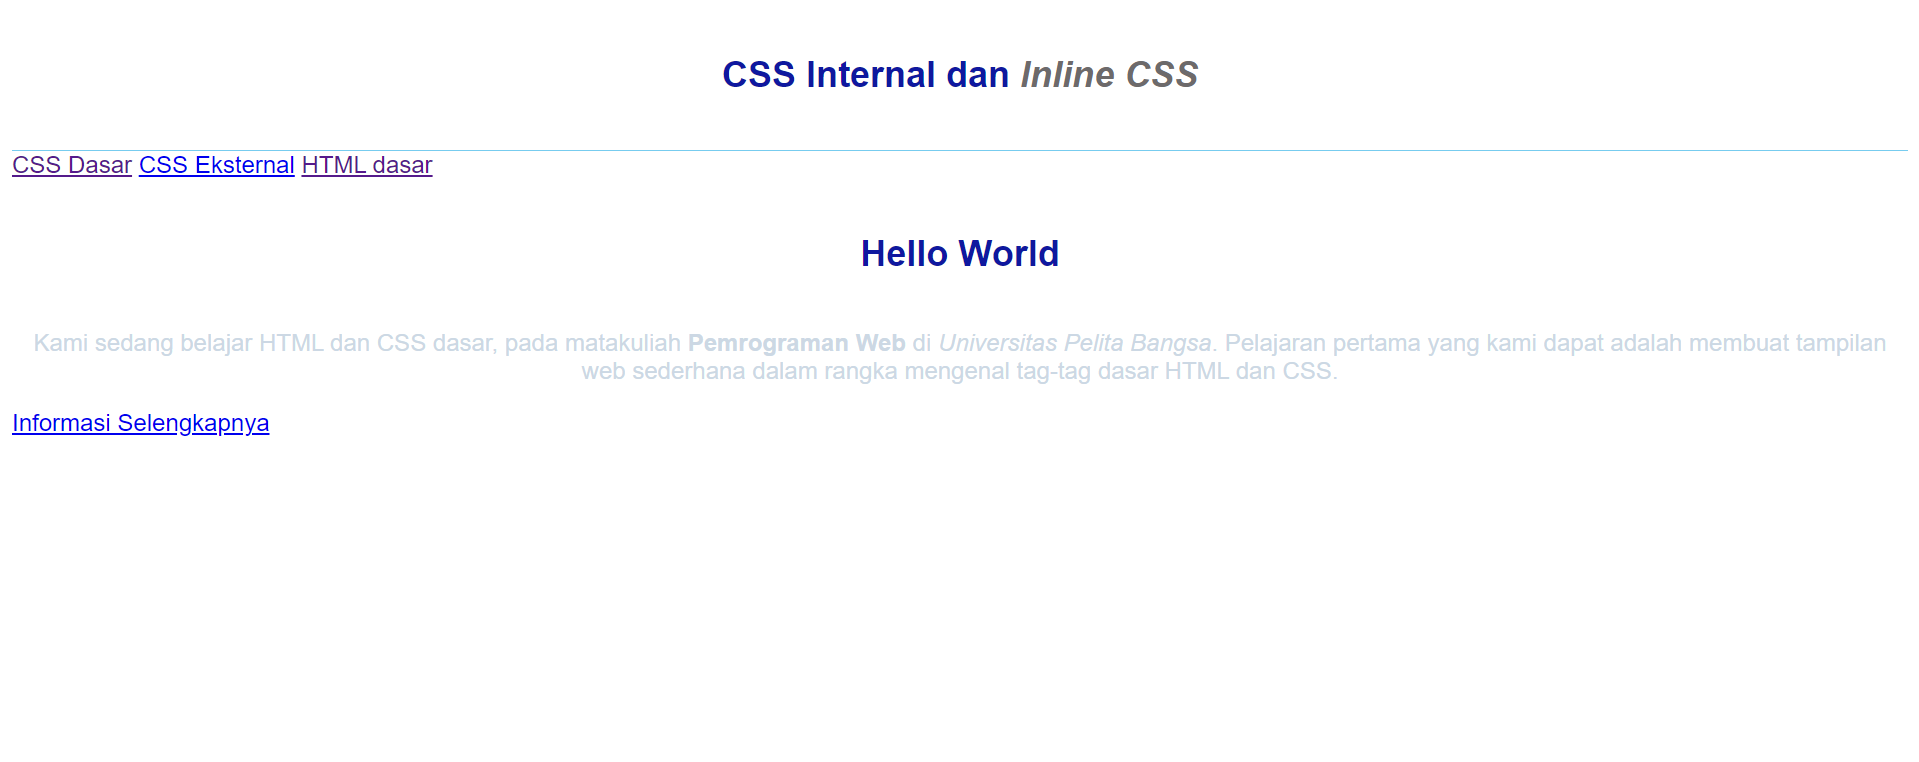 CSS Internal dan Inline CSS
CSS Dasar CSS Eksternal HTML dasar
Hello World
Kami sedang belajar HTML dan CSS dasar, pada matakuliah Pemrograman Web di Universitas Pelita Bangsa. Pelajaran pertama yang kami dapat adalah membuat tampilan
web sederhana dalam rangka mengenal tag-tag dasar HTML dan CSS.
Informasi Selengkapnya